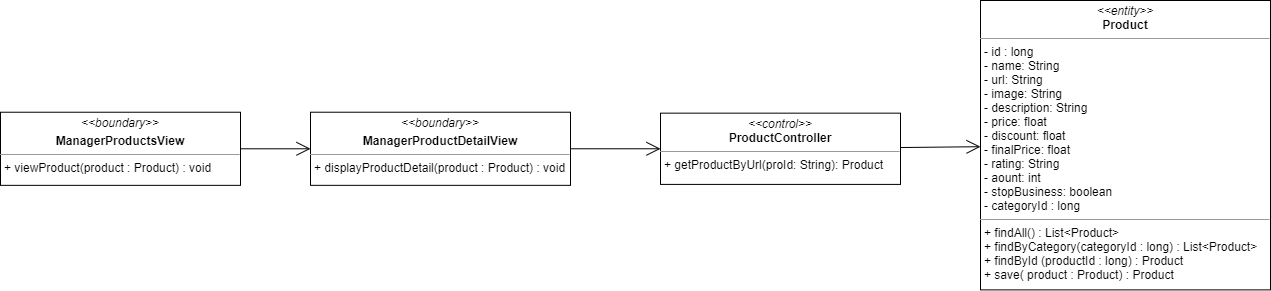 <<boundary>>
ManagerProductsView
+ viewProduct(product : Product) : void
<<boundary>>
ManagerProductDetailView
+ displayProductDetail(product : Product) : void
<<control>>
ProductController
+ getProductByUrl(proId: String): Product
<<entity>>
Product
- id : long
- name: String
- url: String
- image: String
- description: String
- price: float
- discount: float
- finalPrice: float
- rating: String
- aount: int
- stopBusiness: boolean
- categoryId : long
+ findAll() : List<Product>
+ findByCategory(categoryId : long) : List<Product>
+ findById (productId : long) : Product
+ save( product : Product) : Product